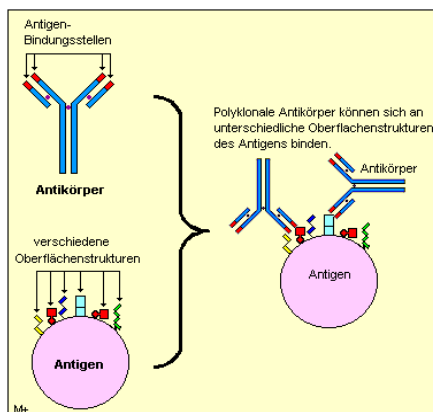 Antigen-
Bindungsstellen
Antikörper
Polyklonale Antikörper können sich an
unterschiedliche Oberflächenstrukturen
des Antigens binden.
Antikörper
verschiedene
Oberflächenstrukturen
Antigen
Antigen
M+